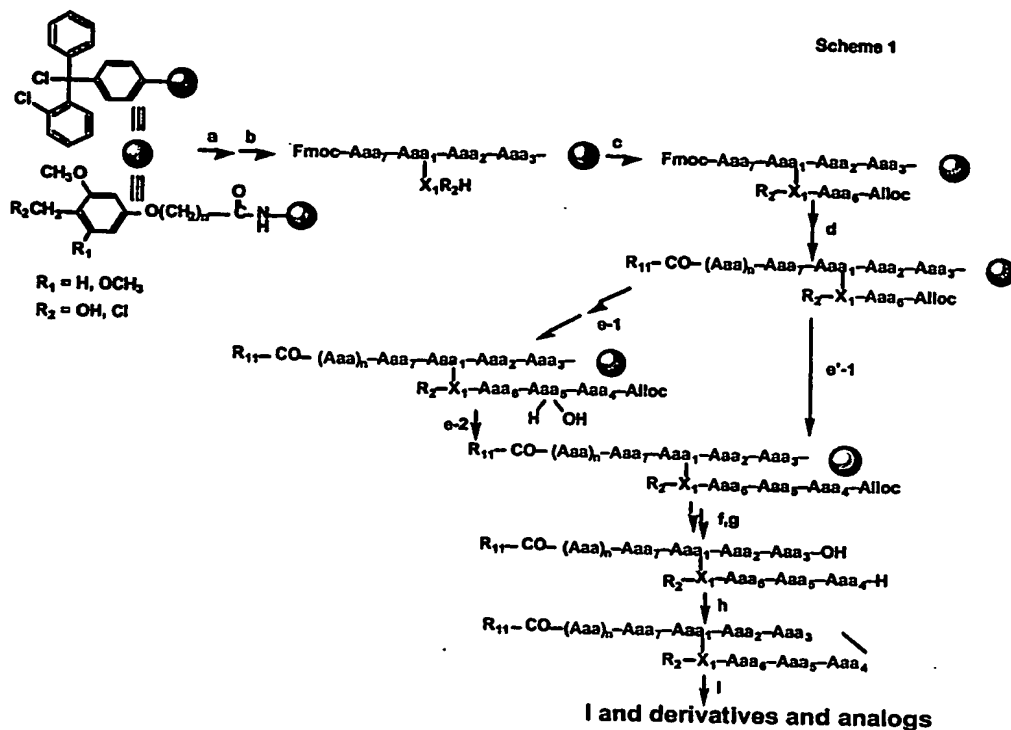 Scheme 1
Cl
Cl
a b
Fmoc–Aaa₇–Aaa₁–Aaa₂–Aaa₃–
X₁R₂H
c
Fmoc–Aaa₇–Aaa₁–Aaa₂–Aaa₃–
R₂–X₁–Aaa₆–Alloc
CH₃O
R₂CH₂
O(CH₂)n–C–N
O
H
R₁
R₁ = H, OCH₃
R₂ = OH, Cl
d
R₁₁–CO–(Aaa)n–Aaa₇–Aaa₁–Aaa₂–Aaa₃–
R₂–X₁–Aaa₆–Alloc
e-1
e'-1
R₁₁–CO–(Aaa)n–Aaa₇–Aaa₁–Aaa₂–Aaa₃–
R₂–X₁–Aaa₆–Aaa₅–Aaa₄–Alloc
H OH
e-2
R₁₁–CO–(Aaa)n–Aaa₇–Aaa₁–Aaa₂–Aaa₃–
R₂–X₁–Aaa₆–Aaa₅–Aaa₄–Alloc
f,g
R₁₁–CO–(Aaa)n–Aaa₇–Aaa₁–Aaa₂–Aaa₃–OH
R₂–X₁–Aaa₆–Aaa₅–Aaa₄–H
h
R₁₁–CO–(Aaa)n–Aaa₇–Aaa₁–Aaa₂–Aaa₃
R₂–X₁–Aaa₆–Aaa₅–Aaa₄
I
I and derivatives and analogs